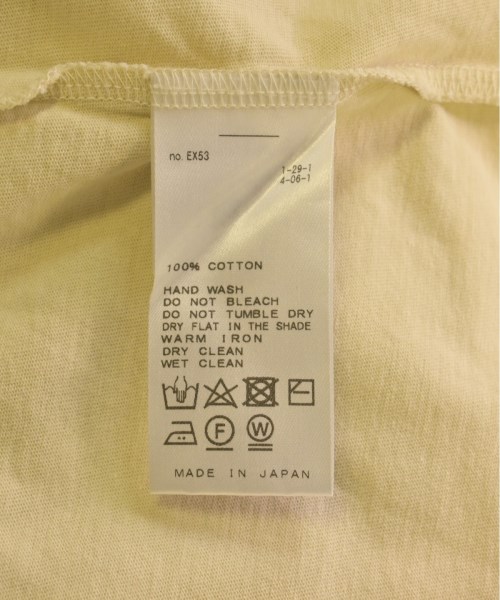 no. EX53
1-29-1
4-06-1
100% COTTON
HAND WASH
DO NOT BLEACH
DO NOT TUMBLE DRY
DRY FLAT IN THE SHADE
WARM IRON
DRY CLEAN
WET CLEAN
F
W
MADE IN JAPAN